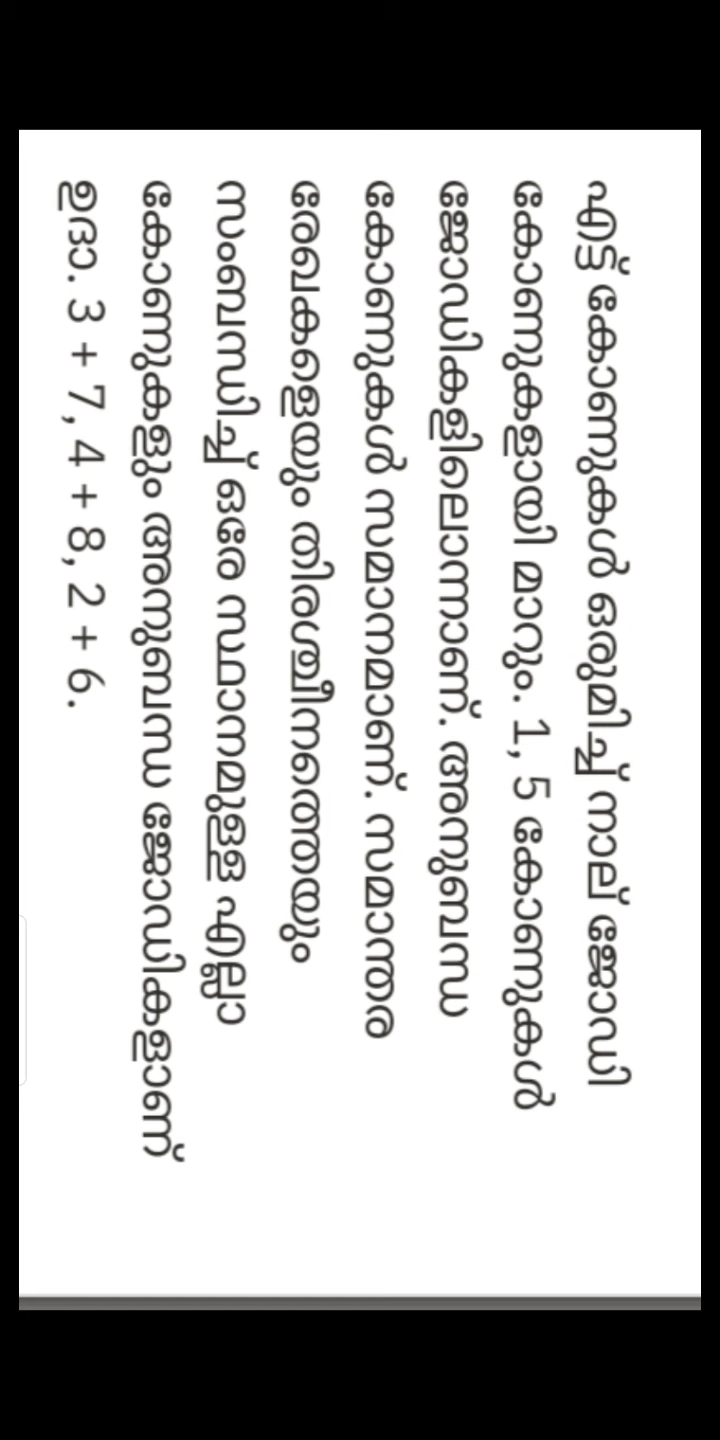 എട്ട് കോണുകൾ ഒരുമിച്ച് നാല് ജോഡി
കോണുകളായി മാറും. 1, 5 കോണുകൾ
ജോഡികളിലൊന്നാണ്. അനുബന്ധ
കോണുകൾ സമാനമാണ്. സമാന്തര
രേഖകളെയും തിരശ്ചീനത്തെയും
സംബന്ധിച്ച് ഒരേ സ്ഥാനമുള്ള എല്ലാ
കോണുകളും അനുബന്ധ ജോഡികളാണ്
ഉദാ. 3 + 7, 4 + 8, 2 + 6.